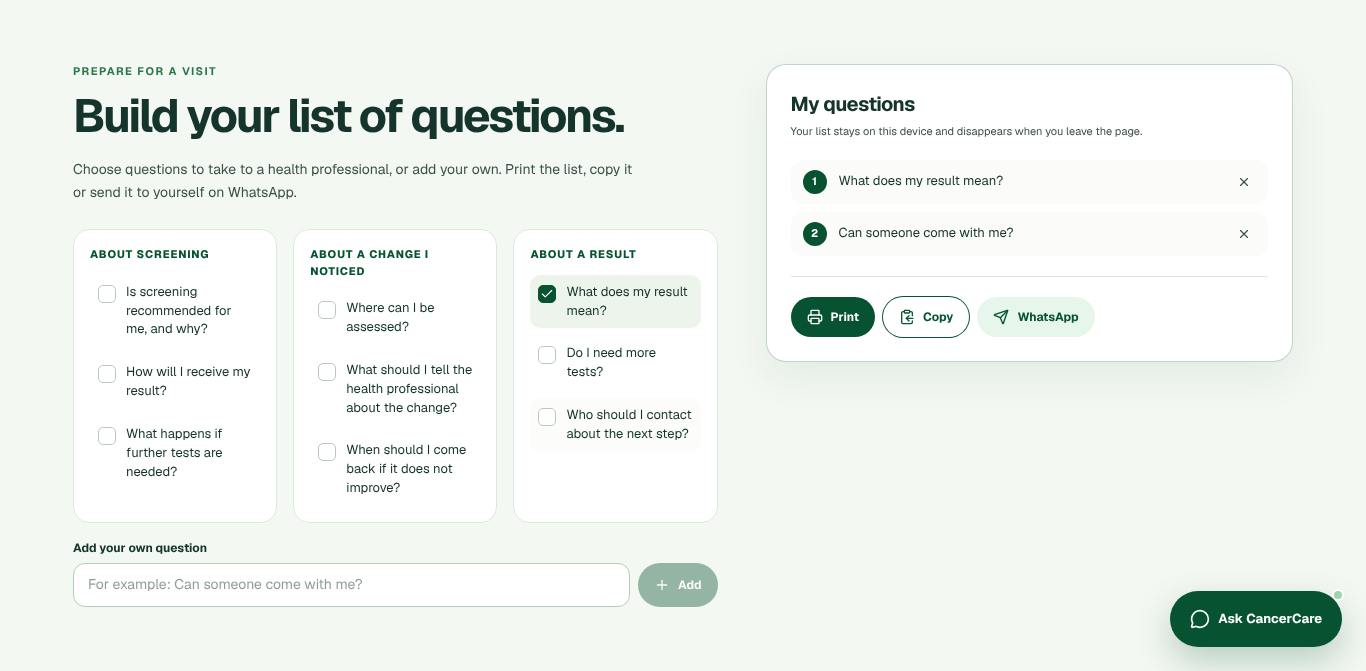 PREPARE FOR A VISIT
Build your list of questions.
Choose questions to take to a health professional, or add your own. Print the list, copy it
or send it to yourself on WhatsApp.
ABOUT SCREENING
Is screening
recommended for
me, and why?
How will I receive my
result?
What happens if
further tests are
needed?
ABOUT A CHANGE I
NOTICED
Where can I be
assessed?
What should I tell the
health professional
about the change?
When should I come
back if it does not
improve?
ABOUT A RESULT
What does my result
mean?
Do I need more
tests?
Who should I contact
about the next step?
Add your own question
For example: Can someone come with me?
Add
My questions
Your list stays on this device and disappears when you leave the page.
1 What does my result mean?
2 Can someone come with me?
Print
Copy
WhatsApp
Ask CancerCare